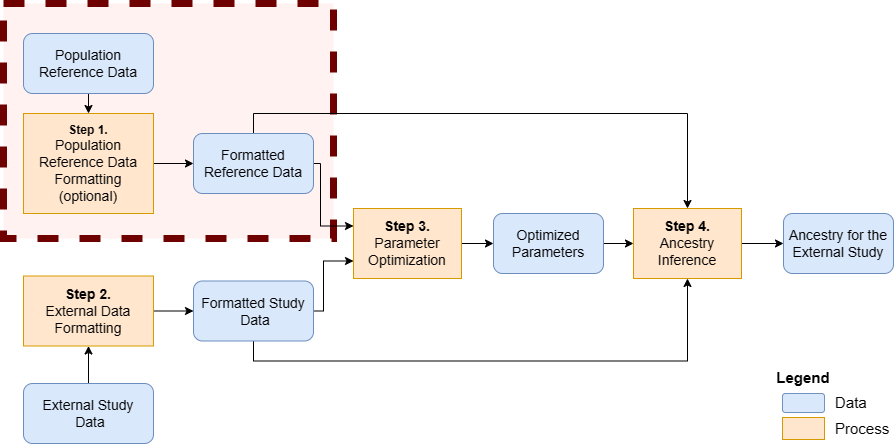 Population
Reference Data
Step 1.
Population
Reference Data
Formatting
(optional)
Formatted
Reference Data
Step 2.
External Data
Formatting
External Study
Data
Formatted Study
Data
Step 3.
Parameter
Optimization
Optimized
Parameters
Step 4.
Ancestry
Inference
Ancestry for the
External Study
Legend
Data
Process